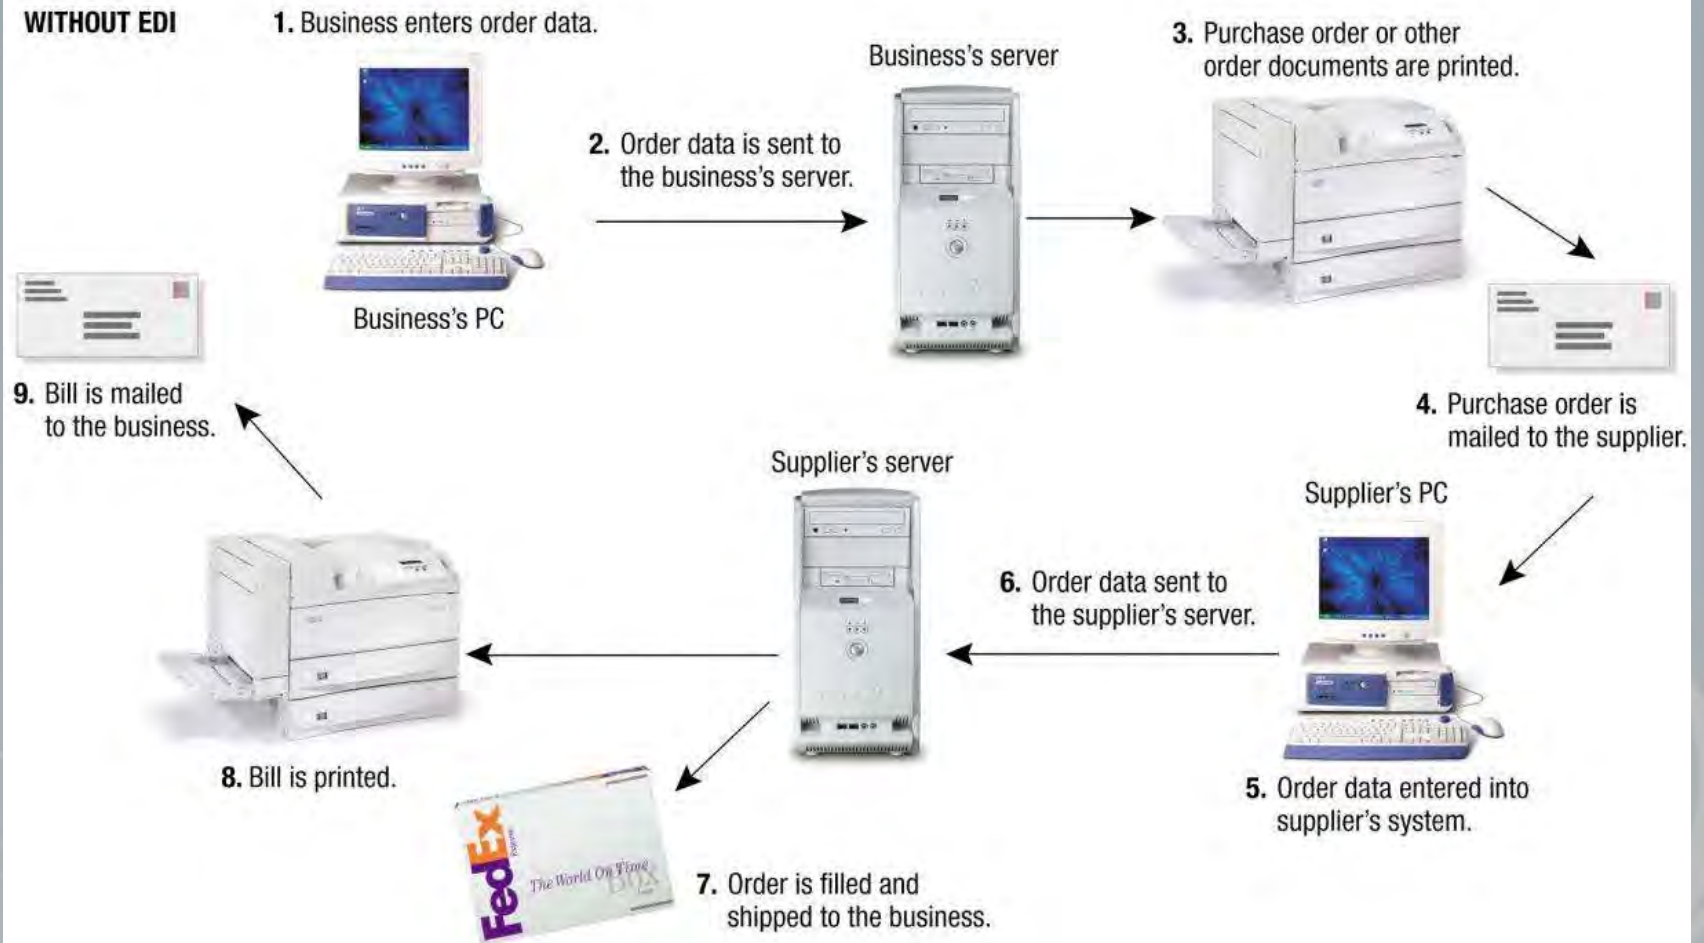 WITHOUT EDI
1. Business enters order data.
Business's server
3. Purchase order or other
order documents are printed.
2. Order data is sent to
the business's server.
Business's PC
9. Bill is mailed
to the business.
4. Purchase order is
mailed to the supplier.
Supplier's server
Supplier's PC
6. Order data sent to
the supplier's server.
8. Bill is printed.
5. Order data entered into
supplier's system.
FedEx
Express
The World On Time
BOX
7. Order is filled and
shipped to the business.